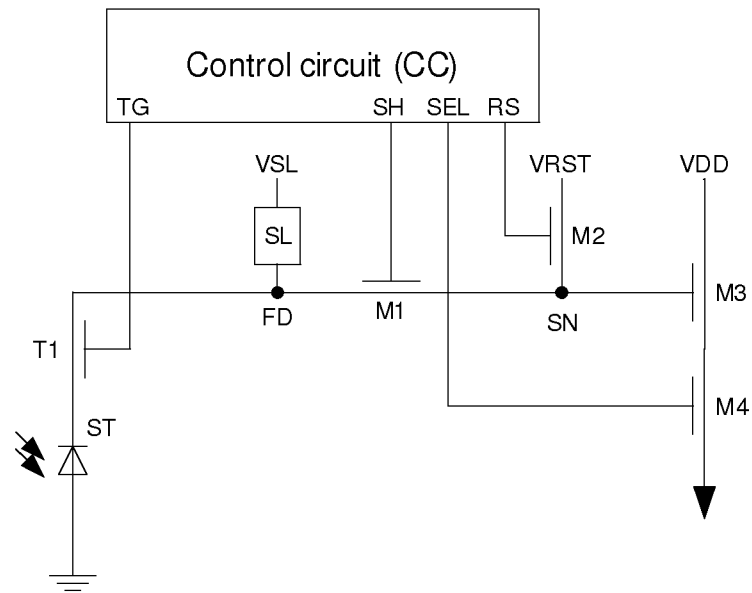 Control circuit (CC)
TG SH SEL RS
VSL VRST VDD
SL M2
FD M1 SN M3
T1
M4
ST